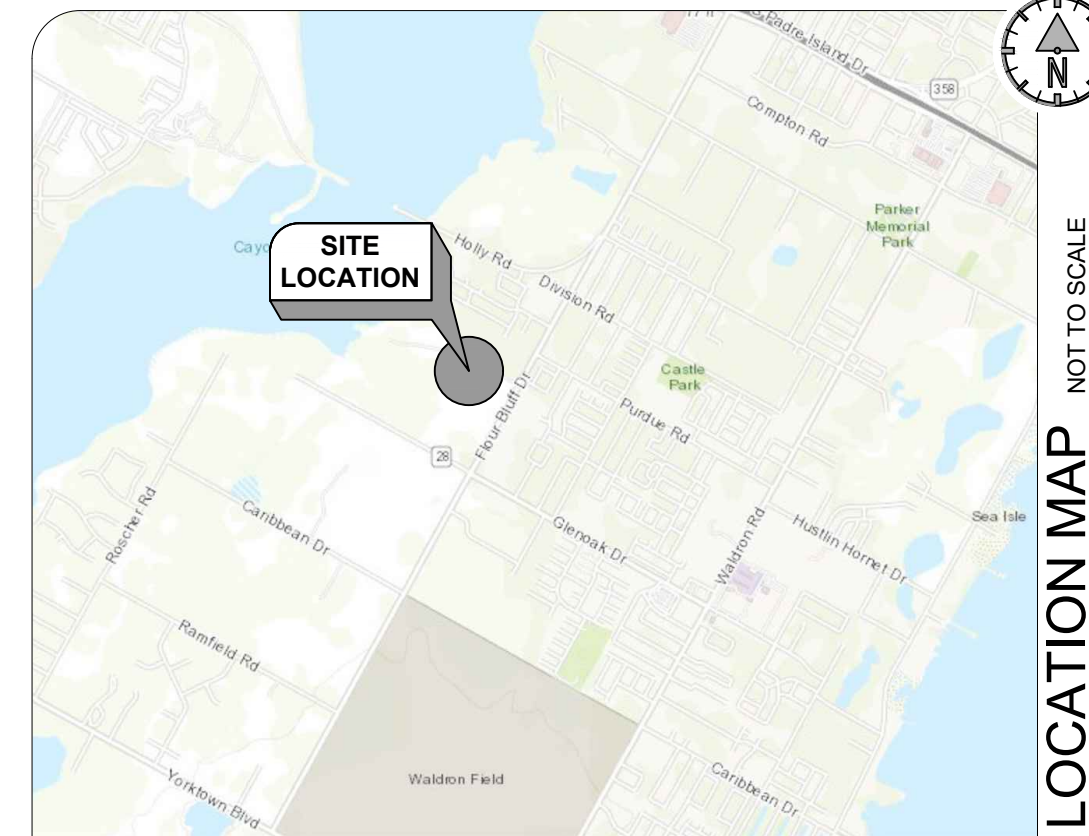 S Padre Island Dr
358
N
Compton Rd
Parker
Memorial
Park
Cayo
SITE
LOCATION
Holly Rd
Division Rd
Castle
Park
Flour Bluff Dr
Purdue Rd
28
Roscher Rd
Caribbean Dr
Glenoak Dr
Waldron Rd
Hustlin Hornet Dr
Sea Isle
Ramfield Rd
Waldron Field
Caribbean Dr
Yorktown Blvd
LOCATION MAP
NOT TO SCALE